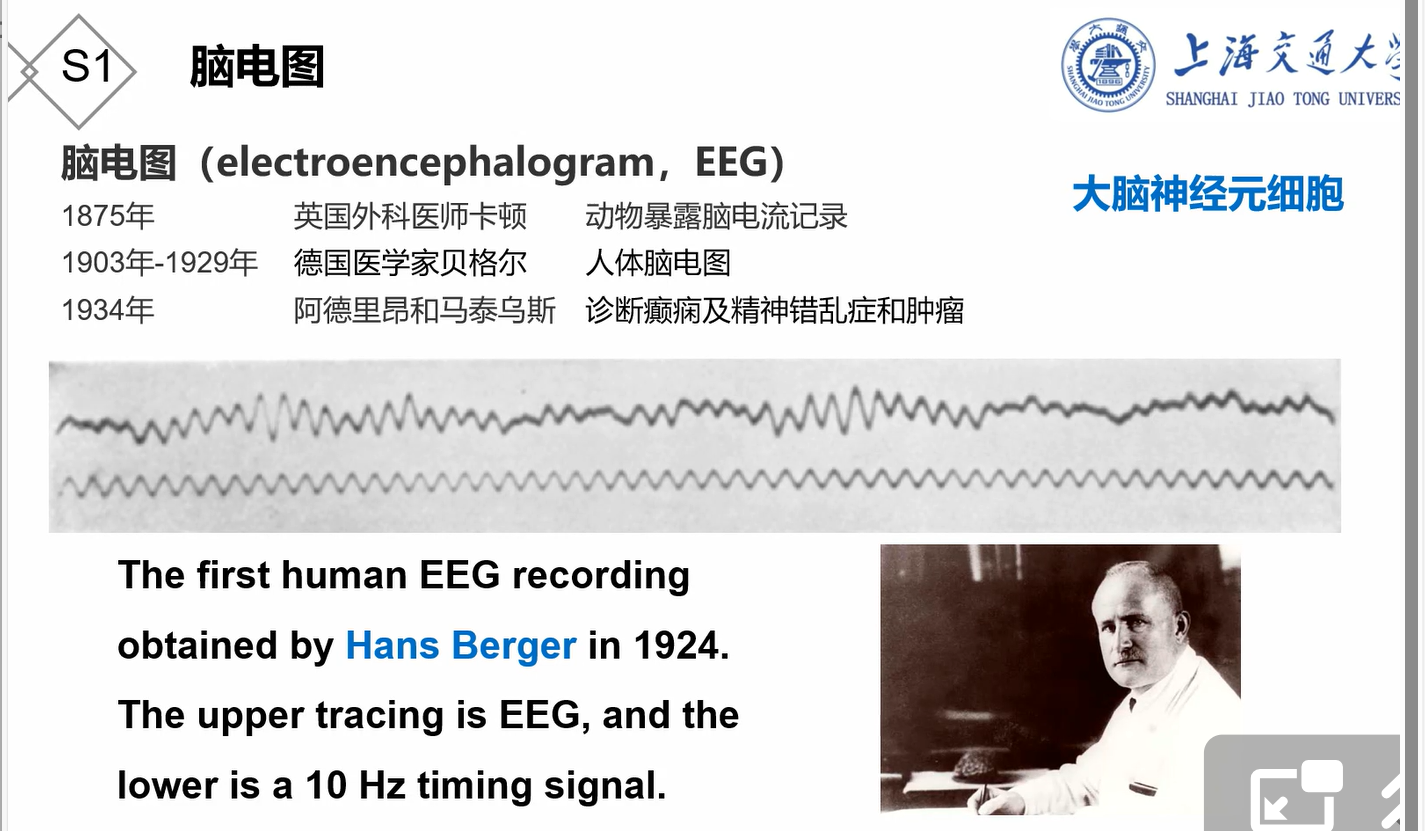 S1
脑电图
上海交通大学
SHANGHAI JIAO TONG UNIVERS
脑电图（electroencephalogram，EEG）
大脑神经元细胞
1875年 英国外科医师卡顿 动物暴露脑电流记录
1903年-1929年 德国医学家贝格尔 人体脑电图
1934年 阿德里昂和马泰乌斯 诊断癫痫及精神错乱症和肿瘤
The first human EEG recording
obtained by Hans Berger in 1924.
The upper tracing is EEG, and the
lower is a 10 Hz timing signal.